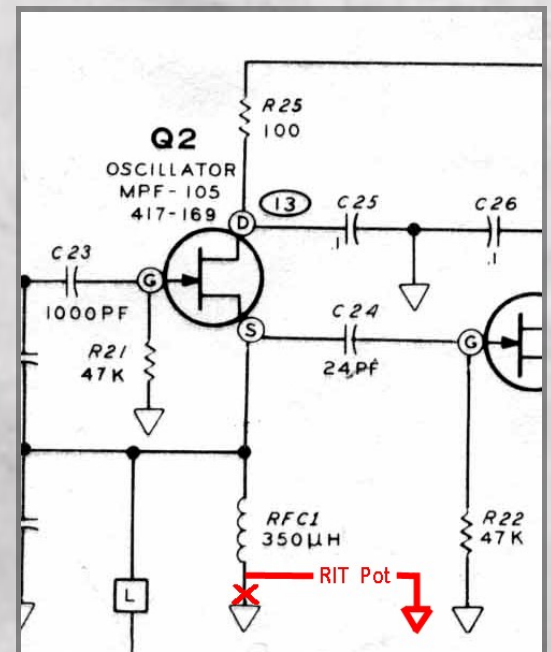 R25
100
Q2
OSCILLATOR
MPF-105
417-169
D
13
C25
.1
C26
.1
C23
1000PF
G
R21
47K
S
C24
24PF
G
RFC1
350μH
R22
47K
RIT Pot
L